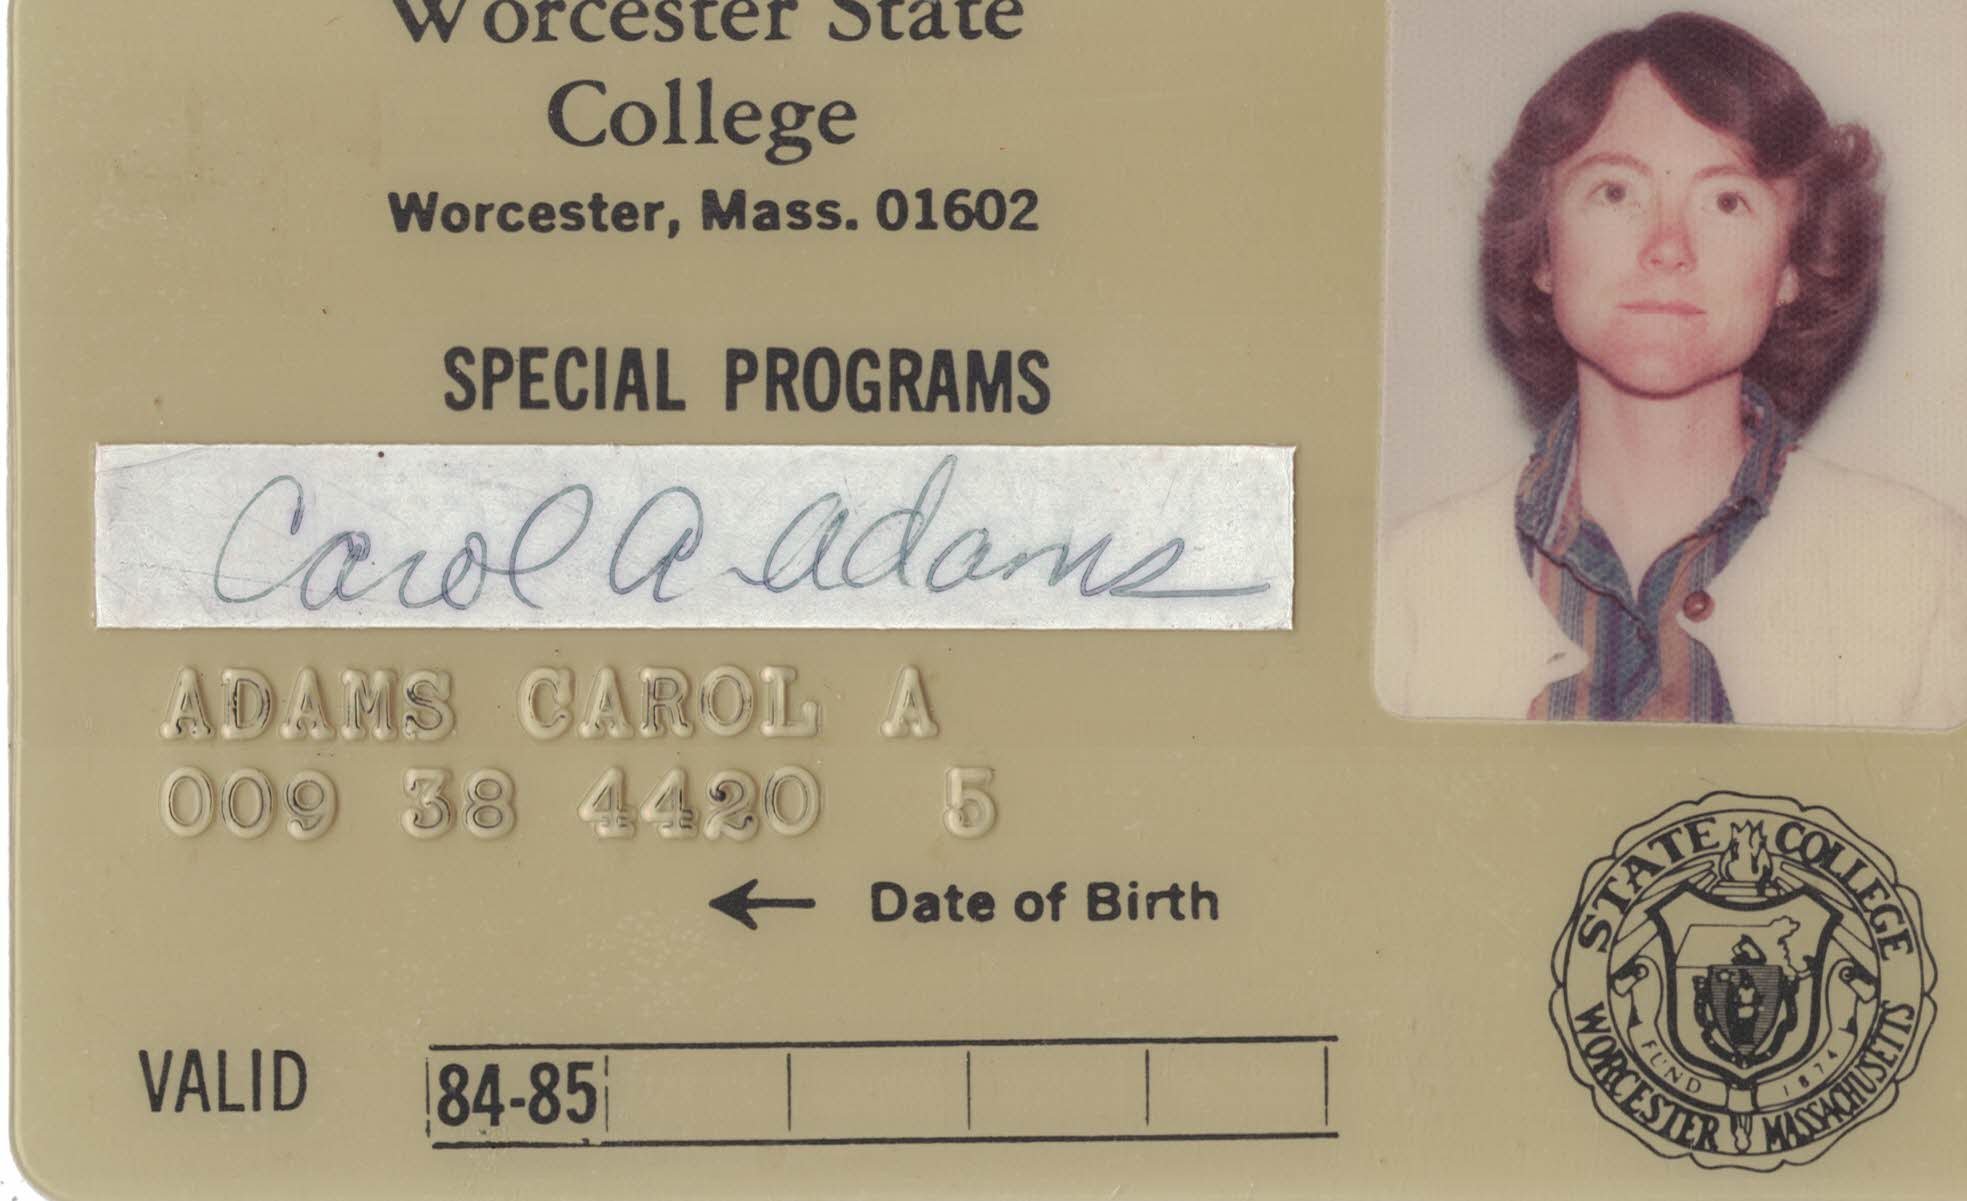 Worcester State
College
Worcester, Mass. 01602
SPECIAL PROGRAMS
Carol A Adams
ADAMS CAROL A
009 38 4420 5
← Date of Birth
VALID 84-85
STATE COLLEGE
WORCESTER MASSACHUSETTS
FUND 1874